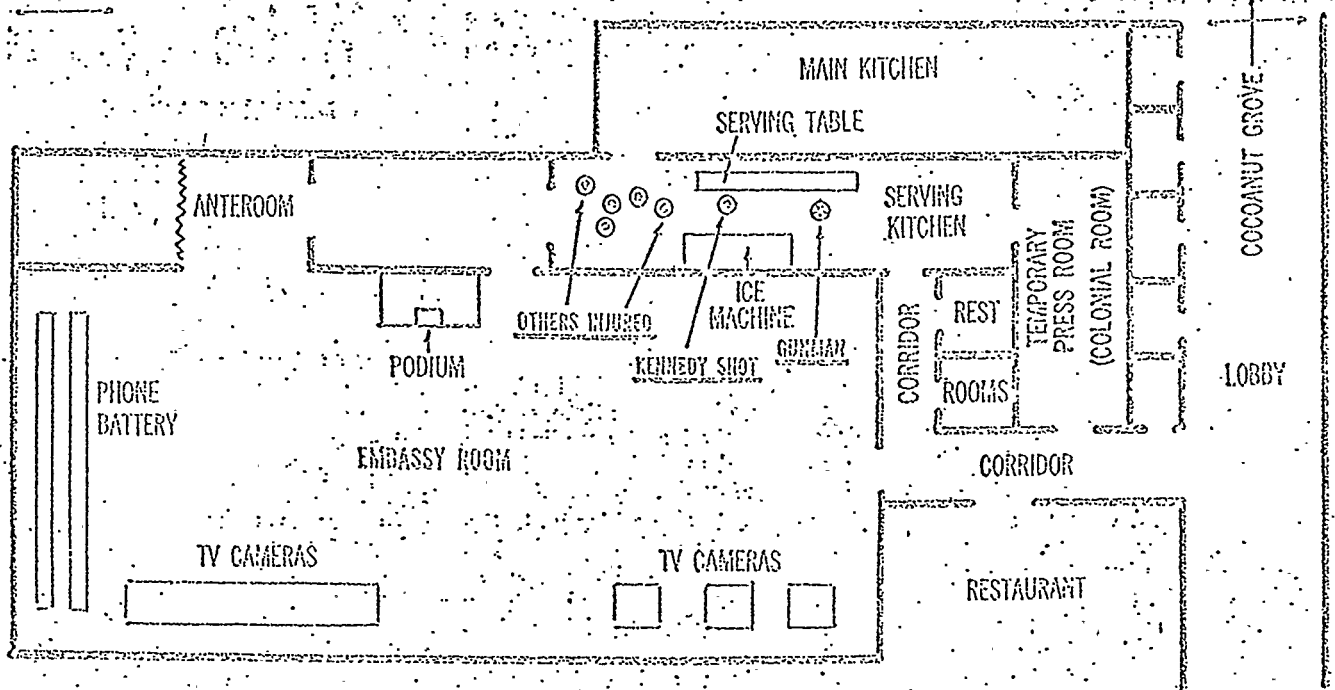 MAIN KITCHEN
SERVING TABLE
COCOANUT GROVE
ANTEROOM
SERVING
KITCHEN
TEMPORARY
PRESS ROOM
(COLONIAL ROOM)
OTHERS INJURED
ICE
MACHINE
KENNEDY SHOT
GUNMAN
PODIUM
CORRIDOR
REST
ROOMS
LOBBY
PHONE
BATTERY
EMBASSY ROOM
CORRIDOR
TV CAMERAS
TV CAMERAS
RESTAURANT